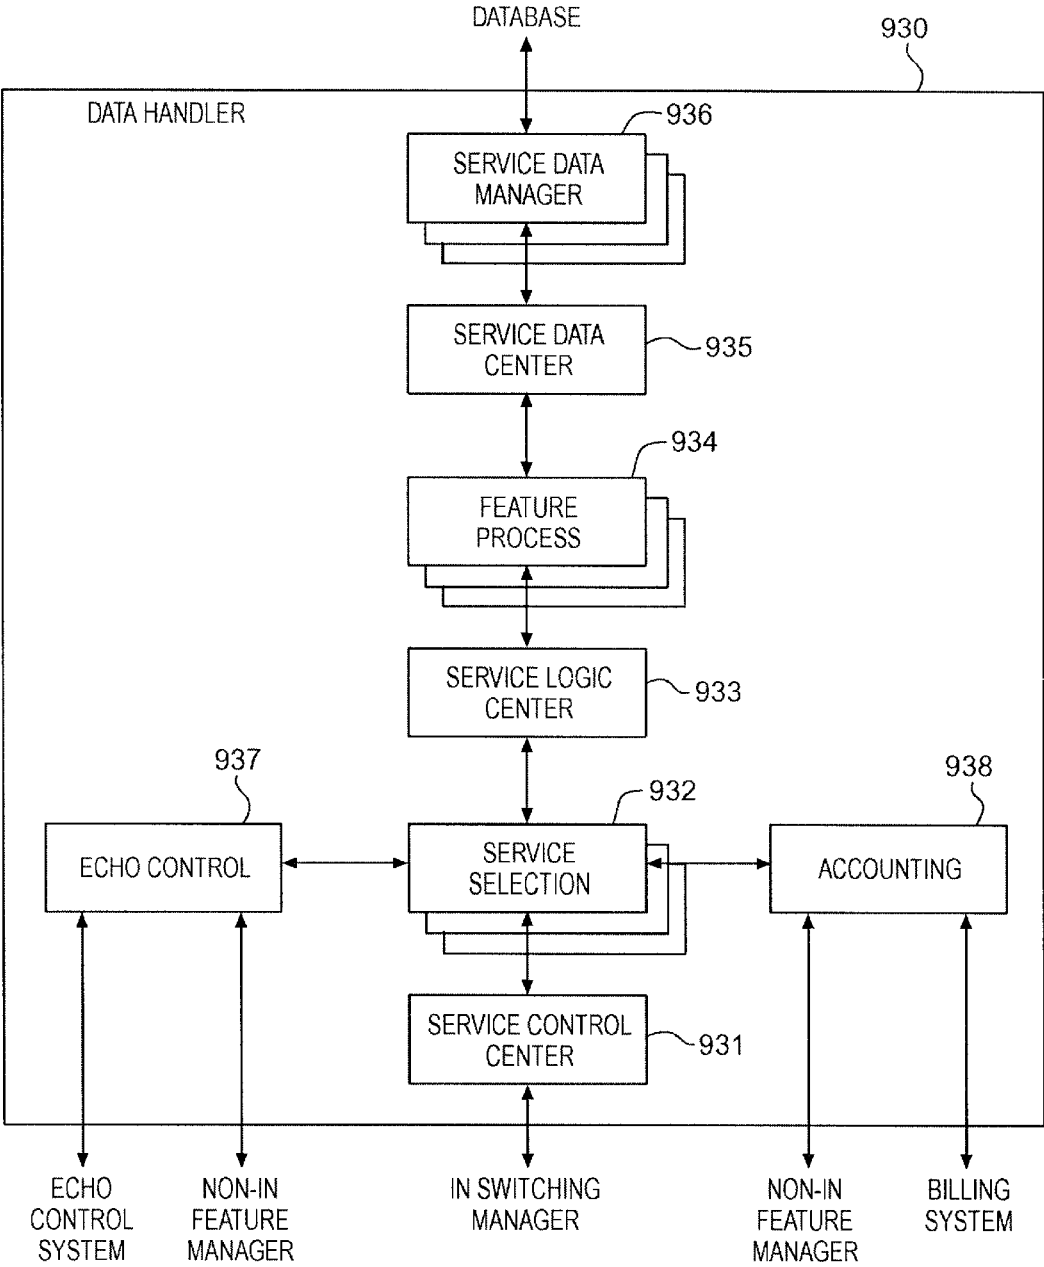 DATABASE
930
DATA HANDLER
936
SERVICE DATA
MANAGER
SERVICE DATA
CENTER
935
934
FEATURE
PROCESS
SERVICE LOGIC
CENTER
933
937
932
938
ECHO CONTROL
SERVICE
SELECTION
ACCOUNTING
SERVICE CONTROL
CENTER
931
ECHO
CONTROL
SYSTEM
NON-IN
FEATURE
MANAGER
IN SWITCHING
MANAGER
NON-IN
FEATURE
MANAGER
BILLING
SYSTEM